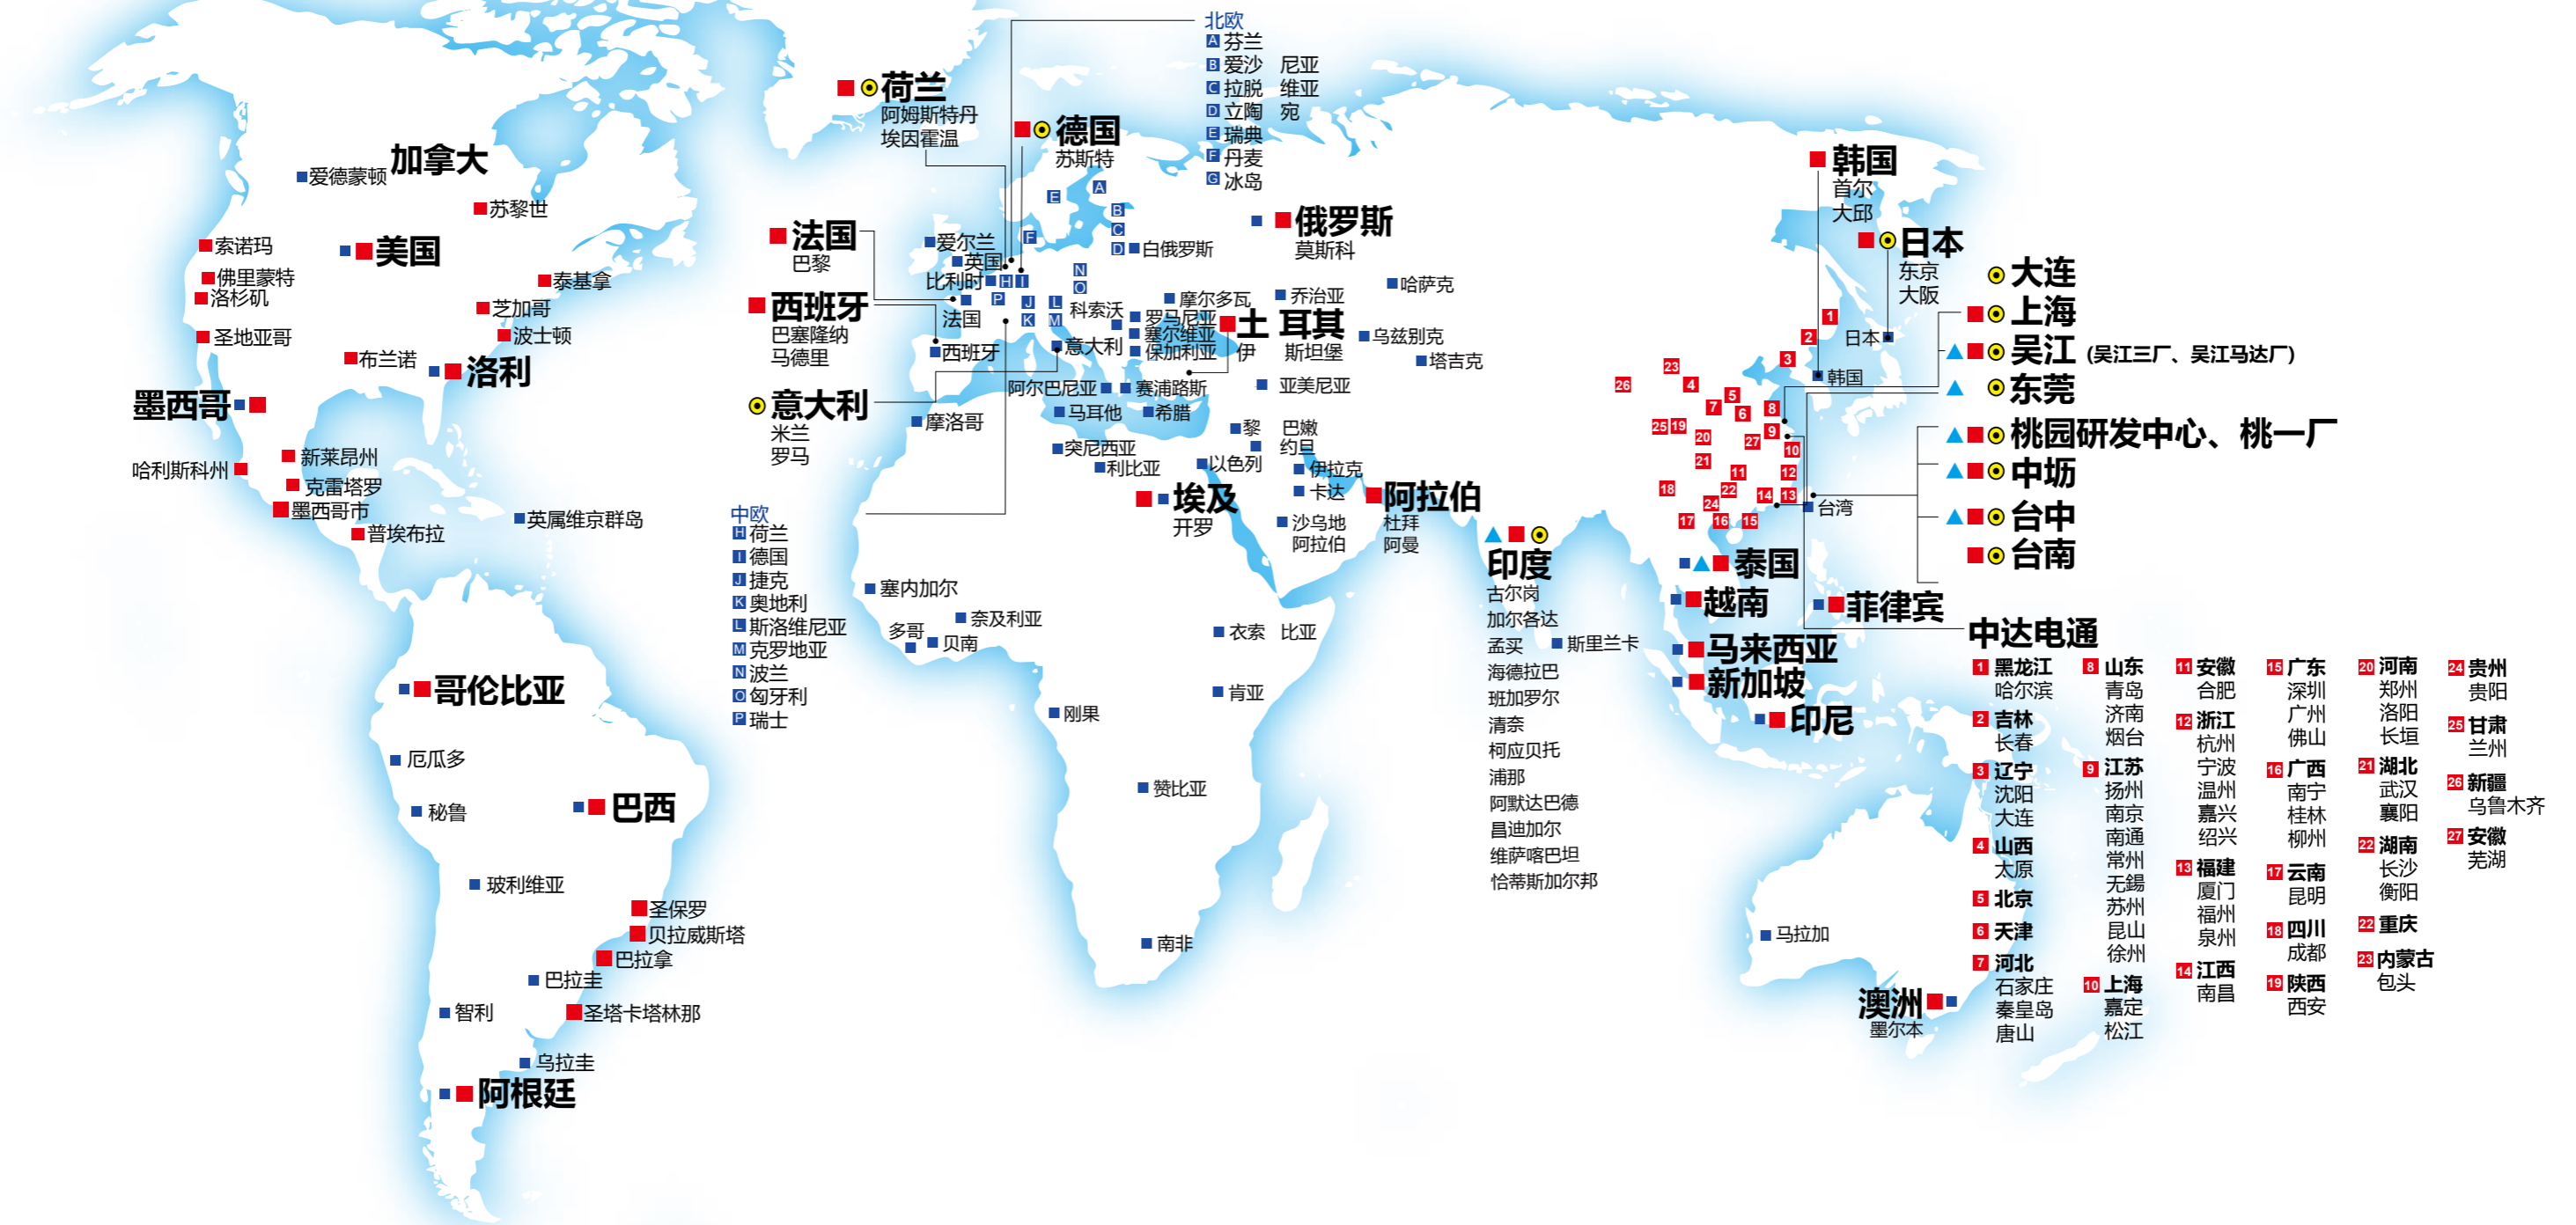 加拿大
爱德蒙顿
苏黎世
索诺玛
美国
佛里蒙特
洛杉矶
泰基拿
芝加哥
圣地亚哥
波士顿
布兰诺
洛利
墨西哥
哈利斯科州
新莱昂州
克雷塔罗
墨西哥市
普埃布拉
英属维京群岛
哥伦比亚
厄瓜多
秘鲁
巴西
玻利维亚
圣保罗
贝拉威斯塔
巴拉拿
巴拉圭
智利
圣塔卡塔林那
乌拉圭
阿根廷
荷兰
阿姆斯特丹
埃因霍温
德国
苏斯特
法国
巴黎
西班牙
巴塞隆纳
马德里
意大利
米兰
罗马
北欧
A 芬兰
B 爱沙 尼亚
C 拉脱 维亚
D 立陶 宛
E 瑞典
F 丹麦
G 冰岛
中欧
H 荷兰
I 德国
J 捷克
K 奥地利
L 斯洛维尼亚
M 克罗地亚
N 波兰
O 匈牙利
P 瑞士
A
E
B
C
F
D
白俄罗斯
爱尔兰
英国
比利时
H I
N
O
P
J
L
K
M
法国
西班牙
科索沃
摩尔多瓦
罗马尼亚
塞尔维亚
保加利亚
意大利
阿尔巴尼亚
赛浦路斯
马耳他
希腊
摩洛哥
突尼西亚
利比亚
俄罗斯
莫斯科
哈萨克
乔治亚
土 耳其
伊 斯坦堡
乌兹别克
塔吉克
亚美尼亚
黎 巴嫩
约旦
以色列
伊拉克
卡达
沙乌地
阿拉伯
埃及
开罗
阿拉伯
杜拜
阿曼
塞内加尔
奈及利亚
多哥
贝南
衣索 比亚
肯亚
刚果
赞比亚
南非
印度
古尔岗
加尔各达
孟买
海德拉巴
班加罗尔
清奈
柯应贝托
浦那
阿默达巴德
昌迪加尔
维萨喀巴坦
恰蒂斯加尔邦
斯里兰卡
韩国
首尔
大邱
日本
东京
大阪
日本
韩国
台湾
1
2
3
23
26
4
5
7
6
8
25 19
20
27
9
10
21
11
12
18
22
14 13
24
17
16
15
泰国
越南
菲律宾
马来西亚
新加坡
印尼
马拉加
澳洲
墨尔本
大连
上海
吴江 (吴江三厂、吴江马达厂)
东莞
桃园研发中心、桃一厂
中坜
台中
台南
中达电通
1 黑龙江
哈尔滨
2 吉林
长春
3 辽宁
沈阳
大连
4 山西
太原
5 北京
6 天津
7 河北
石家庄
秦皇岛
唐山
8 山东
青岛
济南
烟台
9 江苏
扬州
南京
南通
常州
无鍚
苏州
昆山
徐州
10 上海
嘉定
松江
11 安徽
合肥
12 浙江
杭州
宁波
温州
嘉兴
绍兴
13 福建
厦门
福州
泉州
14 江西
南昌
15 广东
深圳
广州
佛山
16 广西
南宁
桂林
柳州
17 云南
昆明
18 四川
成都
19 陕西
西安
20 河南
郑州
洛阳
长垣
21 湖北
武汉
襄阳
22 湖南
长沙
衡阳
22 重庆
23 内蒙古
包头
24 贵州
贵阳
25 甘肃
兰州
26 新疆
乌鲁木齐
27 安徽
芜湖